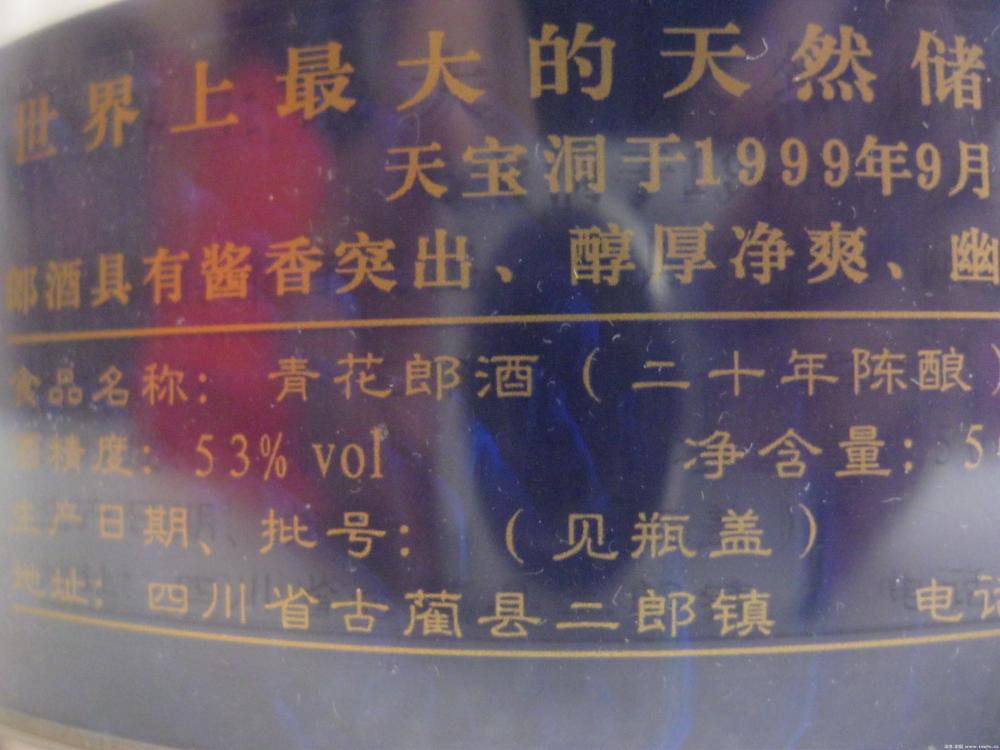 世界上最大的天然储
天宝洞于1999年9月
郎酒具有酱香突出、醇厚净爽、幽
食品名称：青花郎酒（二十年陈酿）
酒精度：53% vol 净含量：5
生产日期、批号：（见瓶盖）
地址：四川省古蔺县二郎镇 电话